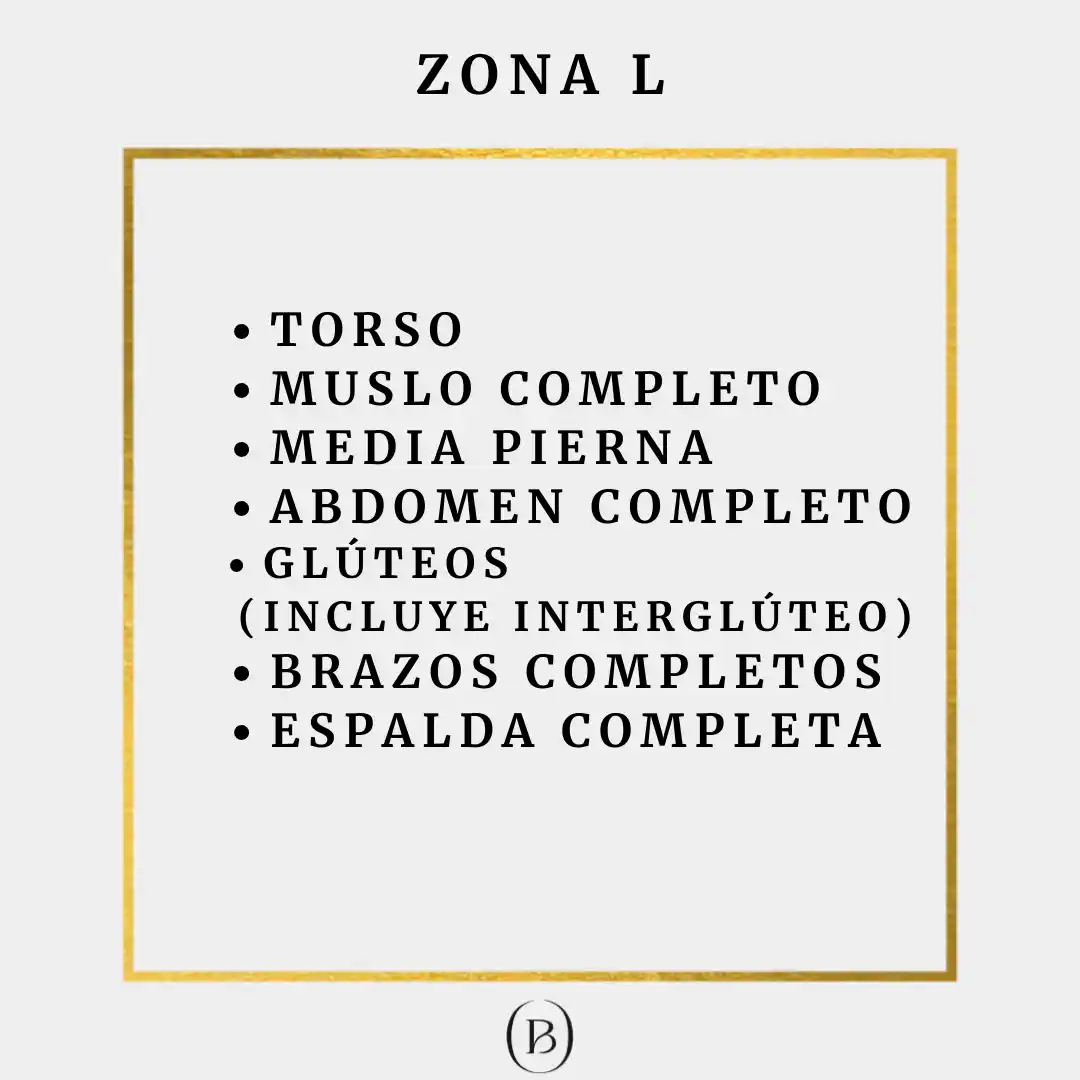 ZONA L
• TORSO
• MUSLO COMPLETO
• MEDIA PIERNA
• ABDOMEN COMPLETO
• GLÚTEOS
(INCLUYE INTERGLÚTEO)
• BRAZOS COMPLETOS
• ESPALDA COMPLETA
B